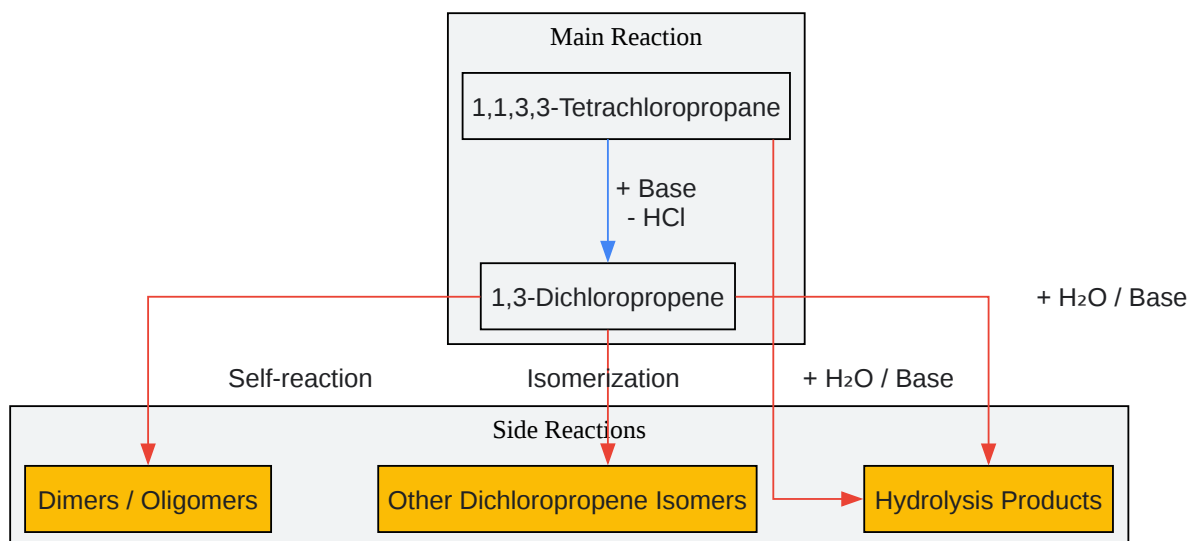 Main Reaction
1,1,3,3-Tetrachloropropane
+ Base
- HCl
1,3-Dichloropropene
+ H₂O / Base
Self-reaction
Isomerization
+ H₂O / Base
Side Reactions
Dimers / Oligomers
Other Dichloropropene Isomers
Hydrolysis Products